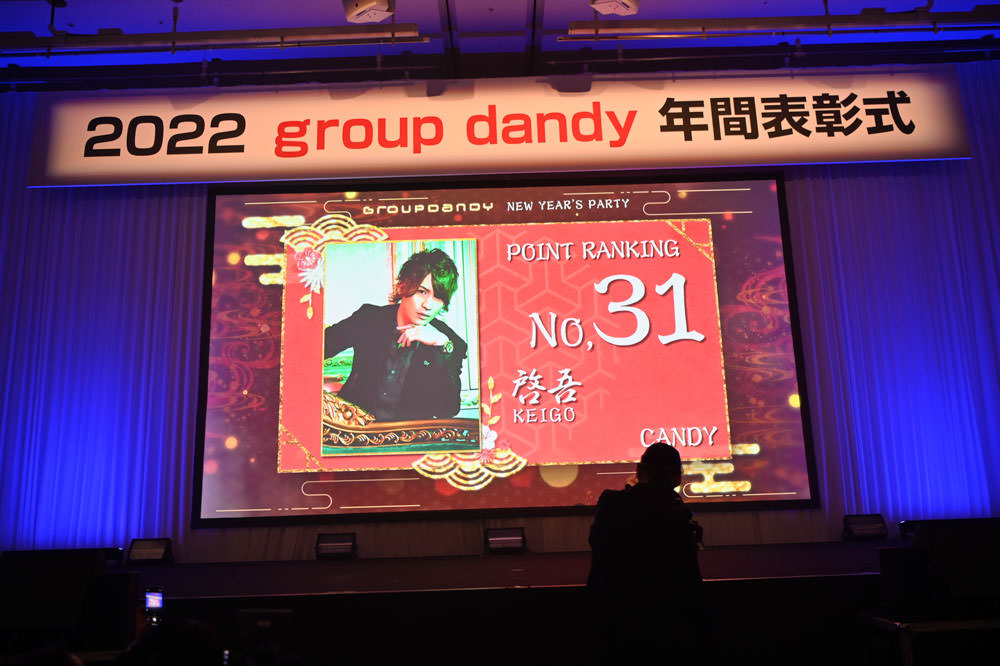 2022 group dandy 年間表彰式
GROUPDANDY NEW YEAR'S PARTY
POINT RANKING
No,31
啓吾
KEIGO
CANDY